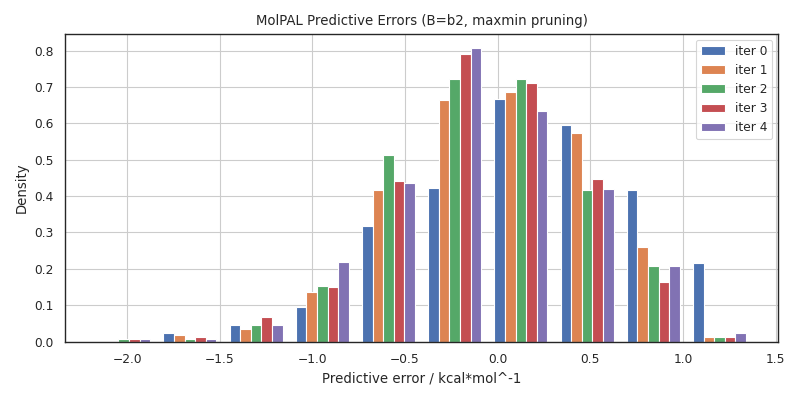 MolPAL Predictive Errors (B=b2, maxmin pruning)
iter 0
iter 1
iter 2
iter 3
iter 4
Density
0.8
0.7
0.6
0.5
0.4
0.3
0.2
0.1
0.0
−2.0 −1.5 −1.0 −0.5 0.0 0.5 1.0 1.5
Predictive error / kcal*mol^-1